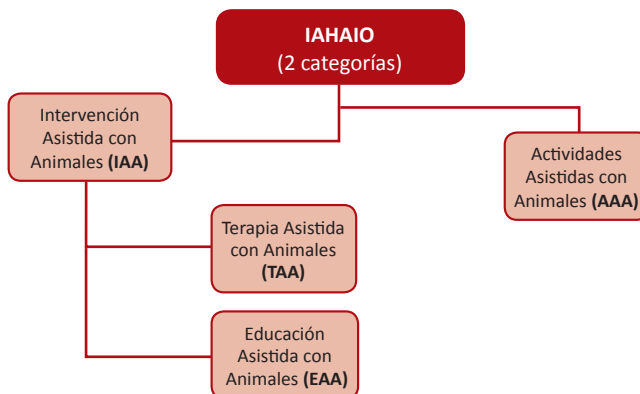 IAHAIO
(2 categorías)
Intervención
Asistida con
Animales (IAA)
Actividades
Asistidas con
Animales (AAA)
Terapia Asistida
con Animales
(TAA)
Educación
Asistida con
Animales (EAA)